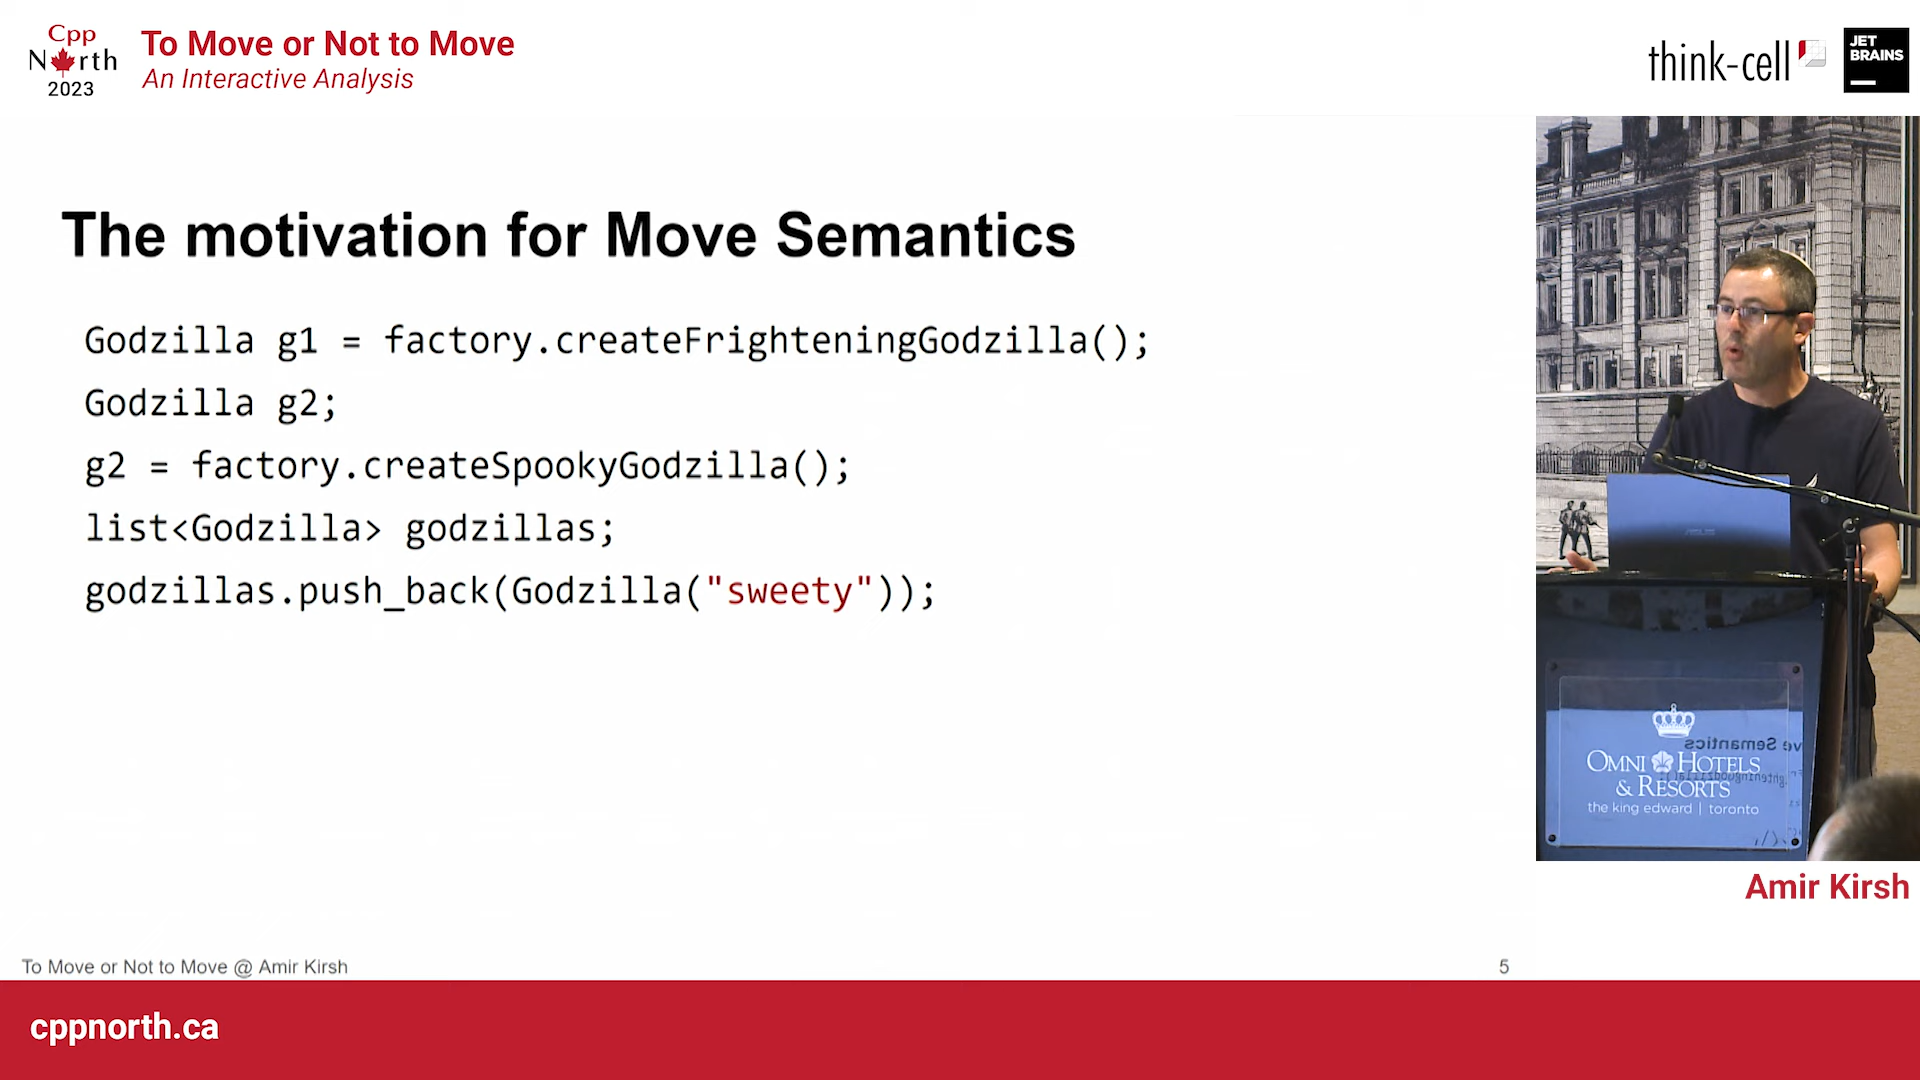 Cpp
North
2023
To Move or Not to Move
An Interactive Analysis
think-cell
JET
BRAINS
The motivation for Move Semantics
Godzilla g1 = factory.createFrighteningGodzilla();
Godzilla g2;
g2 = factory.createSpookyGodzilla();
list<Godzilla> godzillas;
godzillas.push_back(Godzilla("sweety"));
OMNI HOTELS
& RESORTS
the king edward | toronto
Amir Kirsh
To Move or Not to Move @ Amir Kirsh
5
cppnorth.ca